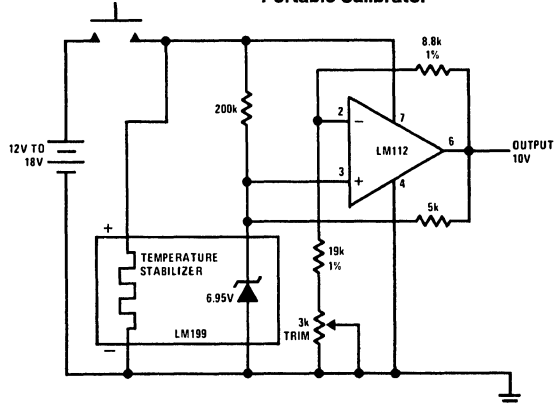 Portable Calibrator
8.8k
1%
200k
2
−
7
12V TO
18V
LM112
6
OUTPUT
10V
3
+
4
5k
+
TEMPERATURE
STABILIZER
19k
1%
6.95V
3k
TRIM
LM199
−